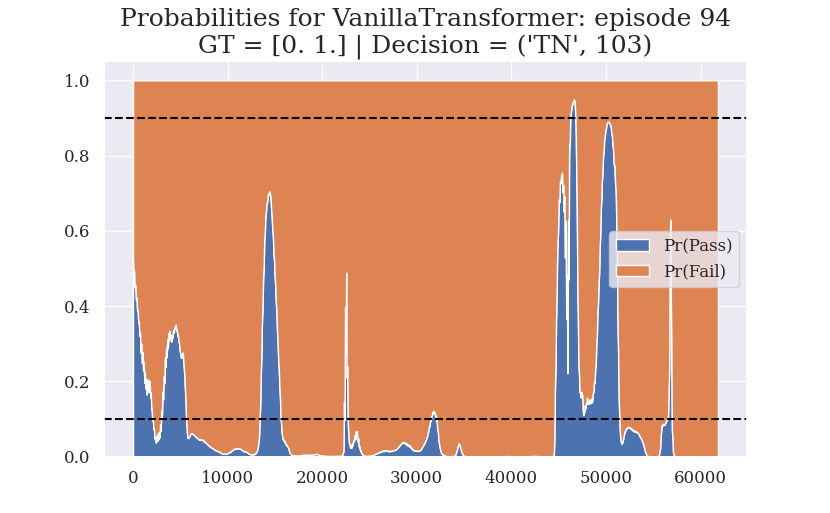 Probabilities for VanillaTransformer: episode 94
GT = [0. 1.] | Decision = ('TN', 103)
1.0
0.8
0.6
0.4
0.2
0.0
Pr(Pass)
Pr(Fail)
0 10000 20000 30000 40000 50000 60000